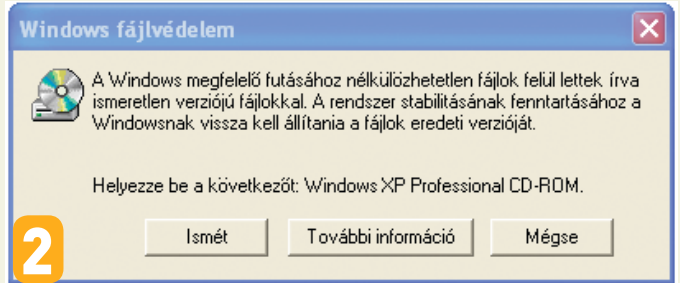 Windows fájlvédelem
A Windows megfelelő futásához nélkülözhetetlen fájlok felül lettek írva
ismeretlen verziójú fájlokkal. A rendszer stabilitásának fenntartásához a
Windowsnak vissza kell állítania a fájlok eredeti verzióját.
Helyezze be a következőt: Windows XP Professional CD-ROM.
Ismét További információ Mégse
2